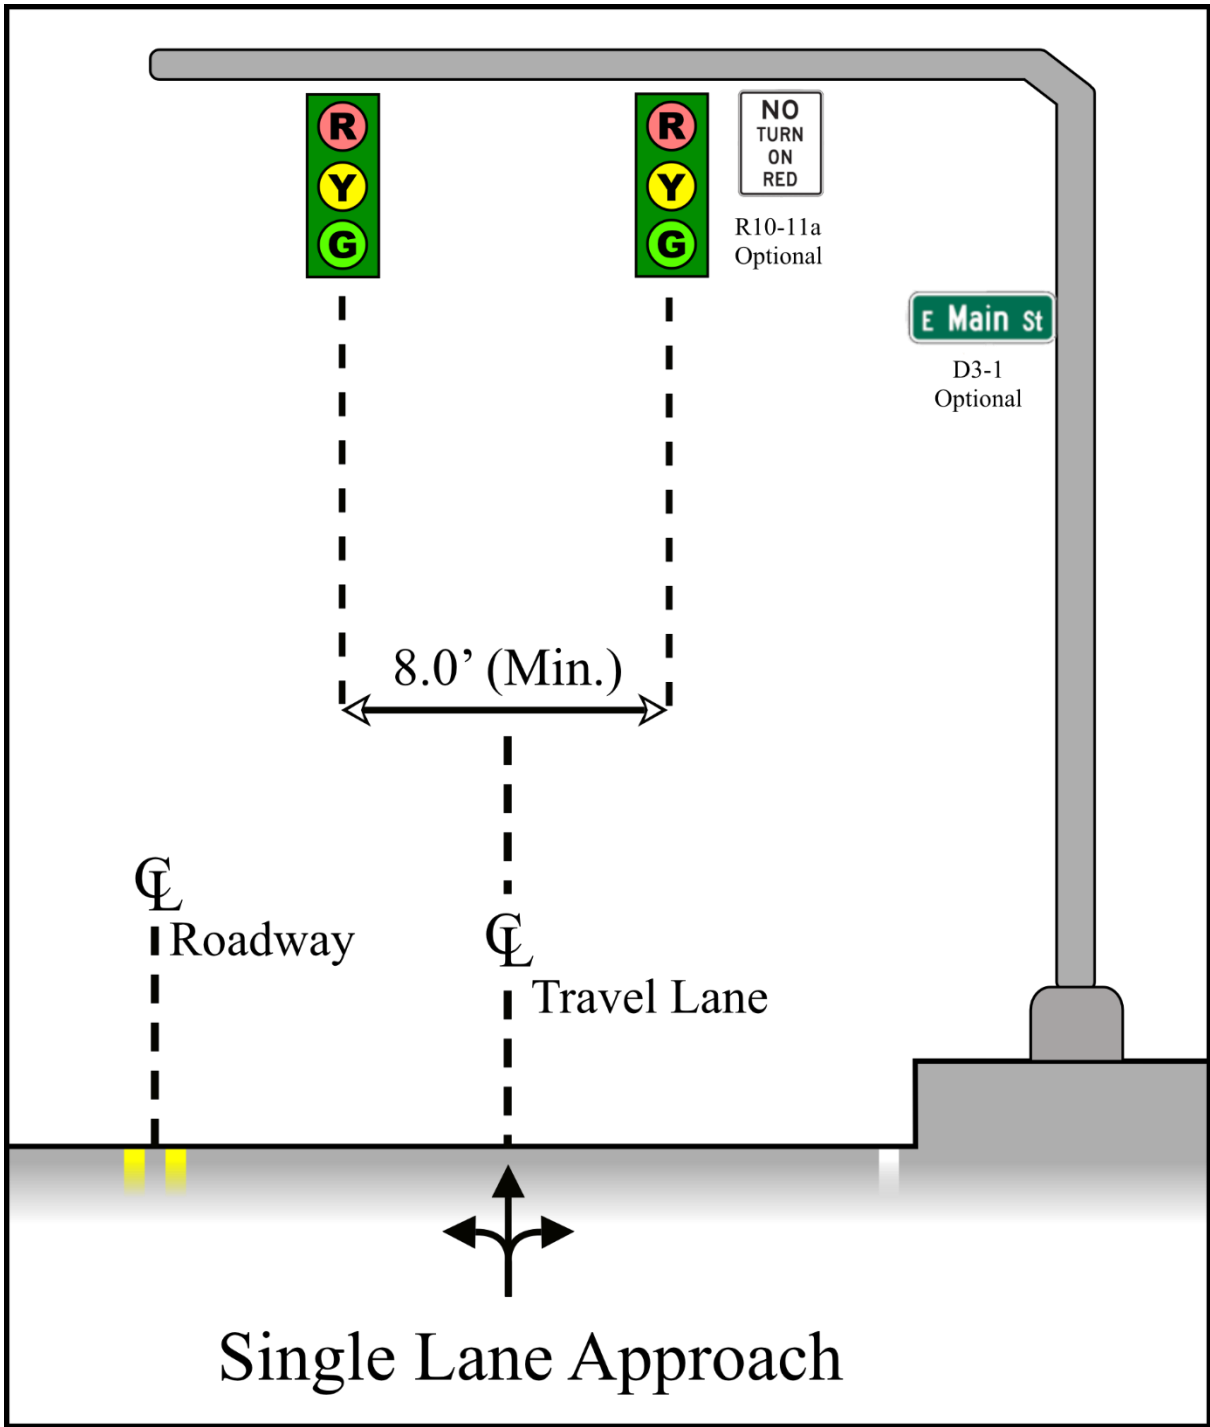 R
Y
G
R
Y
G
NO
TURN
ON
RED
R10-11a
Optional
E Main St
D3-1
Optional
8.0’ (Min.)
℄
Roadway
℄
Travel Lane
Single Lane Approach